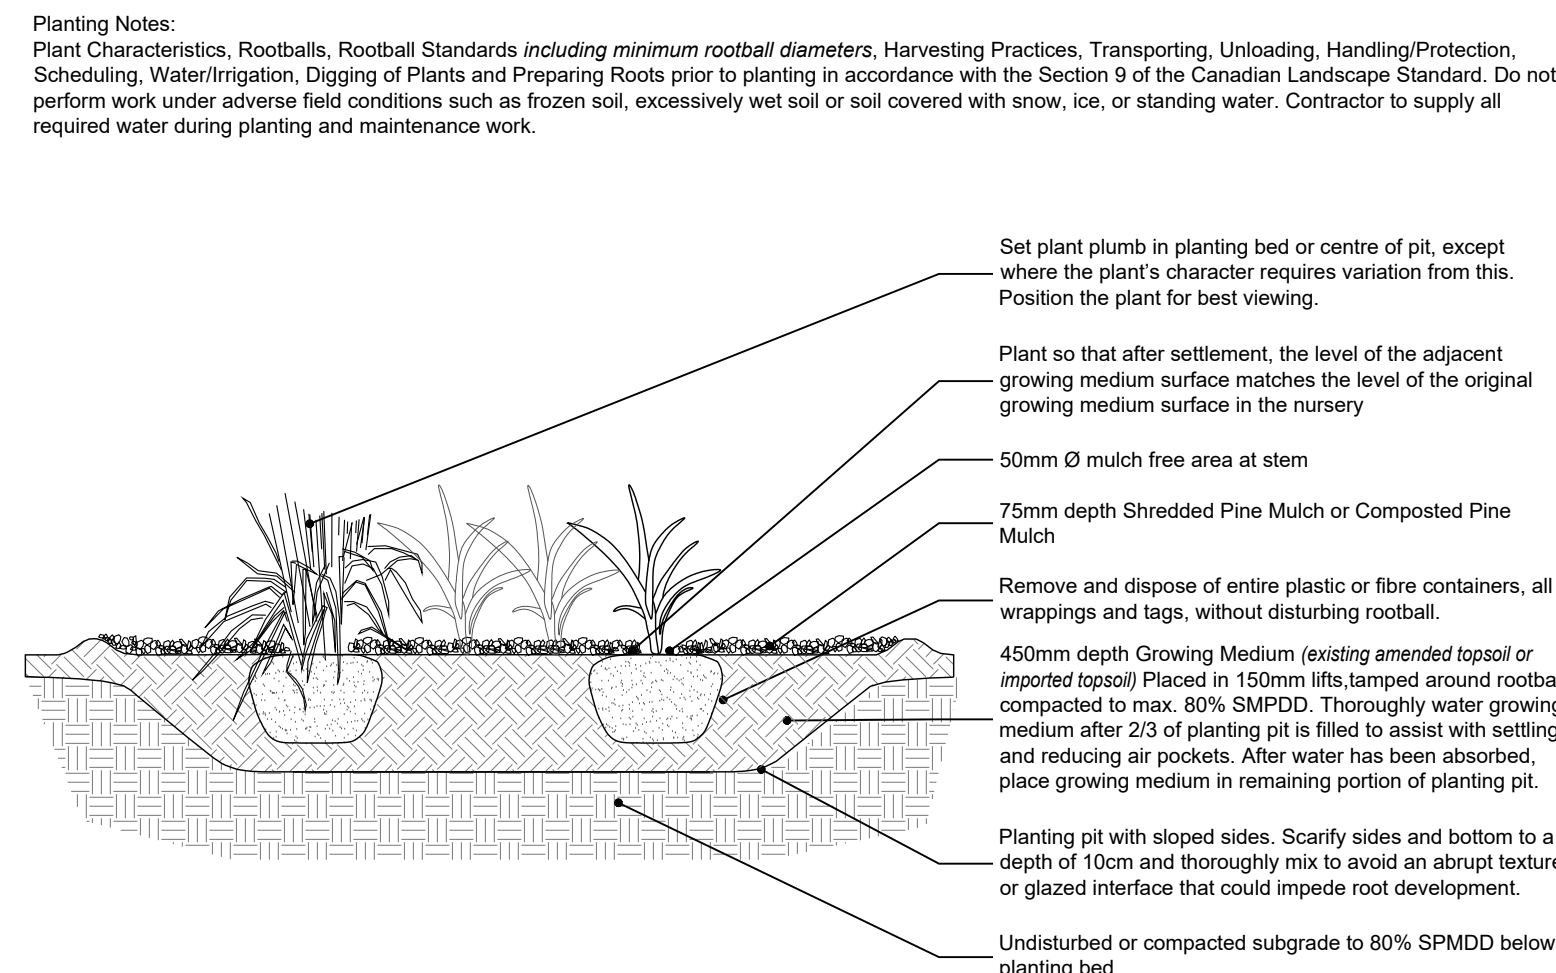 Planting Notes:
Plant Characteristics, Rootballs, Rootball Standards including minimum rootball diameters, Harvesting Practices, Transporting, Unloading, Handling/Protection,
Scheduling, Water/Irrigation, Digging of Plants and Preparing Roots prior to planting in accordance with the Section 9 of the Canadian Landscape Standard. Do not
perform work under adverse field conditions such as frozen soil, excessively wet soil or soil covered with snow, ice, or standing water. Contractor to supply all
required water during planting and maintenance work.
Set plant plumb in planting bed or centre of pit, except
where the plant's character requires variation from this.
Position the plant for best viewing.
Plant so that after settlement, the level of the adjacent
growing medium surface matches the level of the original
growing medium surface in the nursery
50mm Ø mulch free area at stem
75mm depth Shredded Pine Mulch or Composted Pine
Mulch
Remove and dispose of entire plastic or fibre containers, all
wrappings and tags, without disturbing rootball.
450mm depth Growing Medium (existing amended topsoil or
imported topsoil) Placed in 150mm lifts,tamped around rootba
compacted to max. 80% SMPDD. Thoroughly water growing
medium after 2/3 of planting pit is filled to assist with settling
and reducing air pockets. After water has been absorbed,
place growing medium in remaining portion of planting pit.
Planting pit with sloped sides. Scarify sides and bottom to a
depth of 10cm and thoroughly mix to avoid an abrupt texture
or glazed interface that could impede root development.
Undisturbed or compacted subgrade to 80% SPMDD below
planting bed